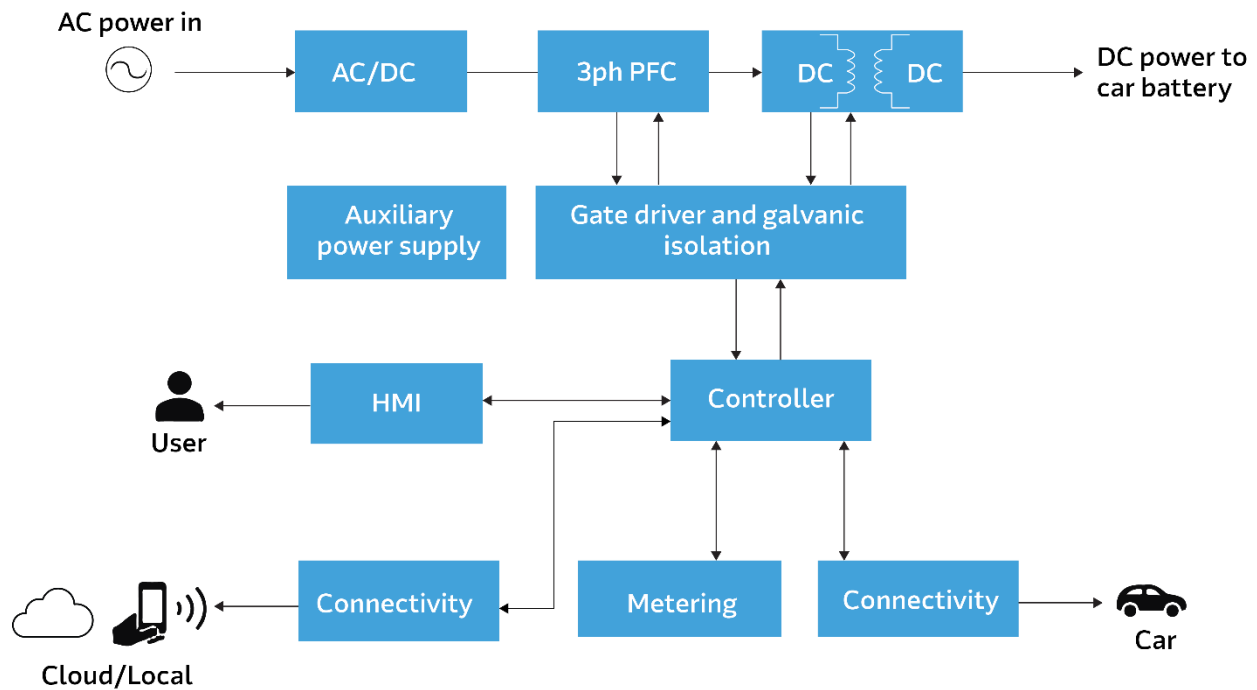 AC power in
AC/DC
3ph PFC
DC
DC
DC power to
car battery
Auxiliary
power supply
Gate driver and galvanic
isolation
HMI
Controller
User
Connectivity
Metering
Connectivity
Car
Cloud/Local